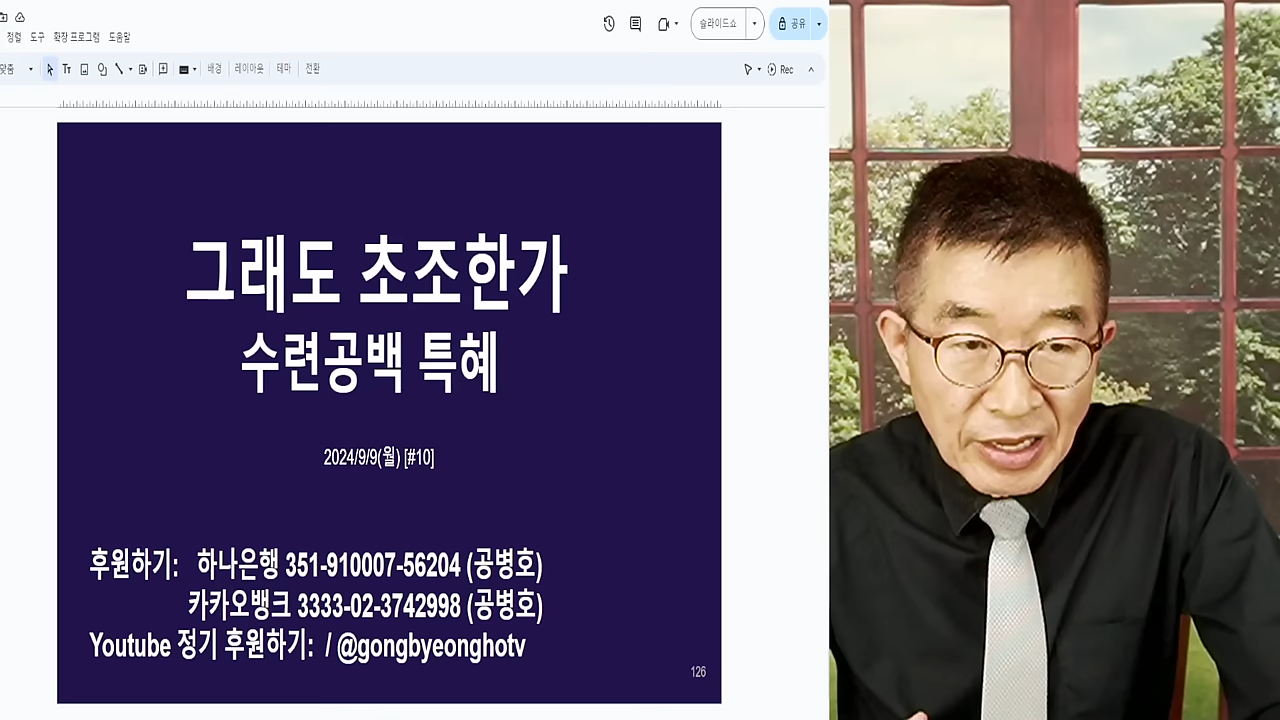 정렬 도구 확장 프로그램 도움말
슬라이드쇼
공유
맞춤
Tт
배경
레이아웃
테마
전환
Rec
그래도 초조한가
수련공백 특혜
2024/9/9(월) [#10]
후원하기: 하나은행 351-910007-56204 (공병호)
카카오뱅크 3333-02-3742998 (공병호)
Youtube 정기 후원하기: / @gongbyeonghotv
126